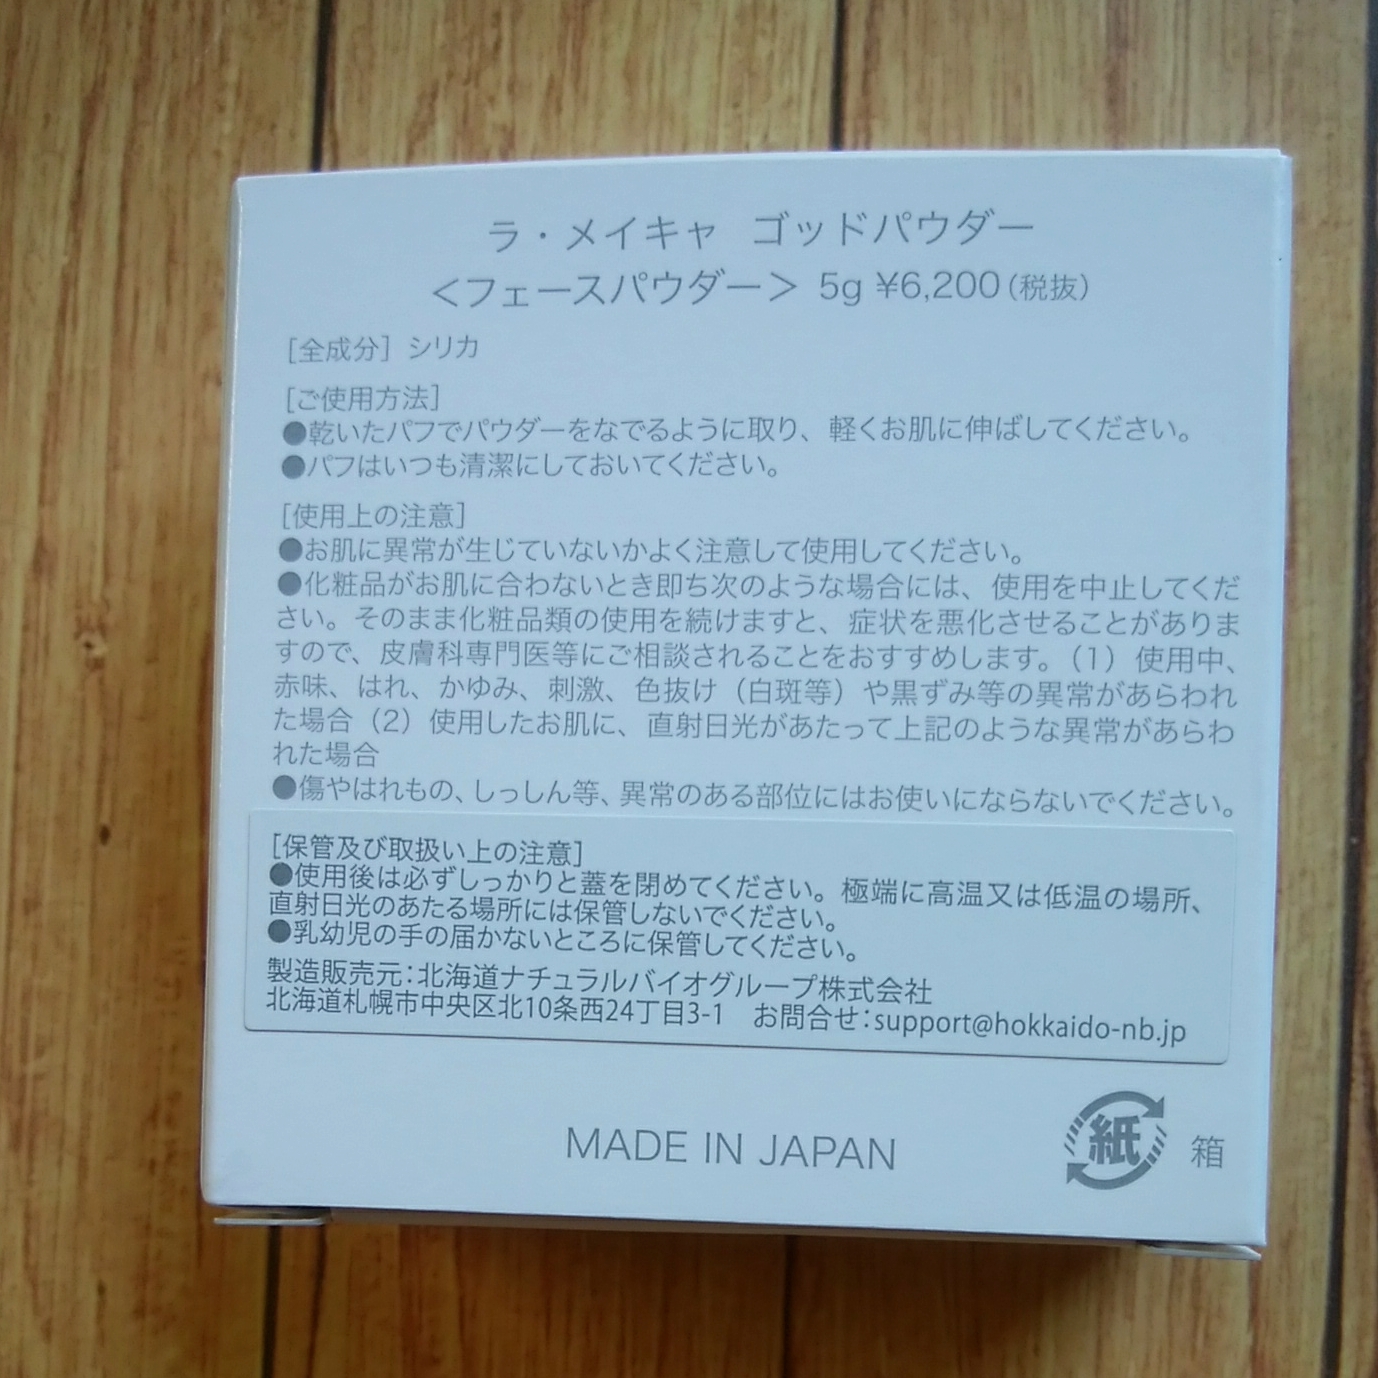 ラ・メイキャ ゴッドパウダー
＜フェースパウダー＞ 5g ¥6,200（税抜）
［全成分］シリカ
［ご使用方法］
●乾いたパフでパウダーをなでるように取り、軽くお肌に伸ばしてください。
●パフはいつも清潔にしておいてください。
［使用上の注意］
●お肌に異常が生じていないかよく注意して使用してください。
●化粧品がお肌に合わないとき即ち次のような場合には、使用を中止してくだ
さい。そのまま化粧品類の使用を続けますと、症状を悪化させることがありま
すので、皮膚科専門医等にご相談されることをおすすめします。（1）使用中、
赤味、はれ、かゆみ、刺激、色抜け（白斑等）や黒ずみ等の異常があらわれ
た場合（2）使用したお肌に、直射日光があたって上記のような異常があらわ
れた場合
●傷やはれもの、しっしん等、異常のある部位にはお使いにならないでください。
［保管及び取扱い上の注意］
●使用後は必ずしっかりと蓋を閉めてください。極端に高温又は低温の場所、
直射日光のあたる場所には保管しないでください。
●乳幼児の手の届かないところに保管してください。
製造販売元：北海道ナチュラルバイオグループ株式会社
北海道札幌市中央区北10条西24丁目3-1 お問合せ：support@hokkaido-nb.jp
MADE IN JAPAN
紙 箱